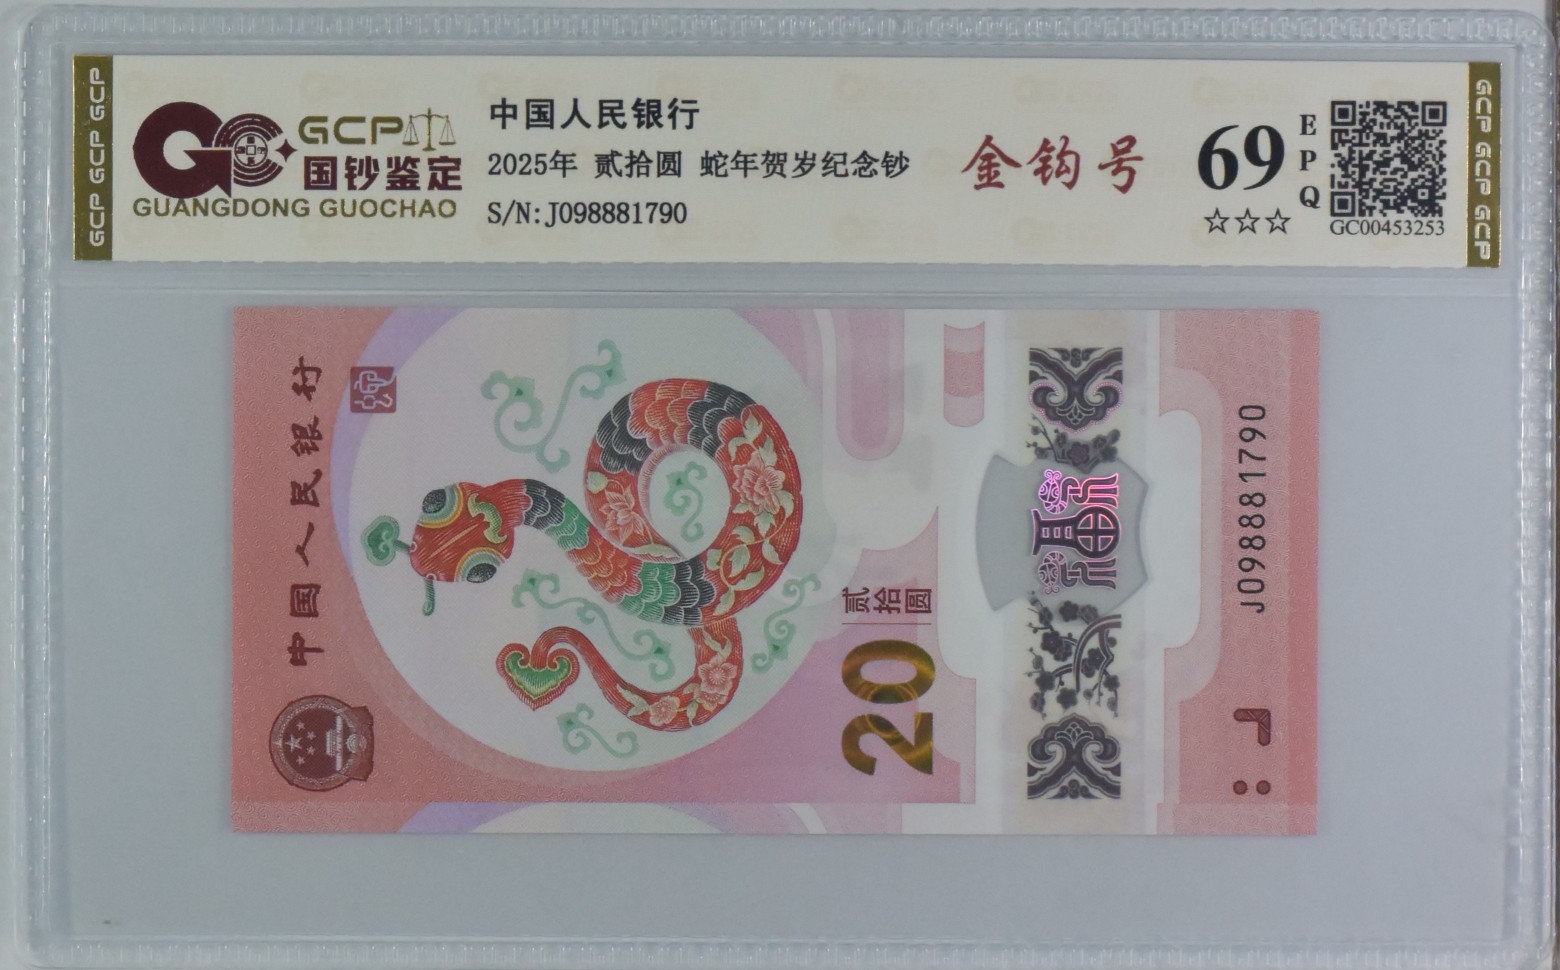 GCP GCP GCP
GCP
国钞鉴定
GUANGDONG GUOCHAO
中国人民银行
2025年 贰拾圆 蛇年贺岁纪念钞
S/N:J098881790
金钩号
69
EPQ
☆☆☆
GC00453253
GCP GCP GCP
中国人民银行
贰拾圆
20
J098881790